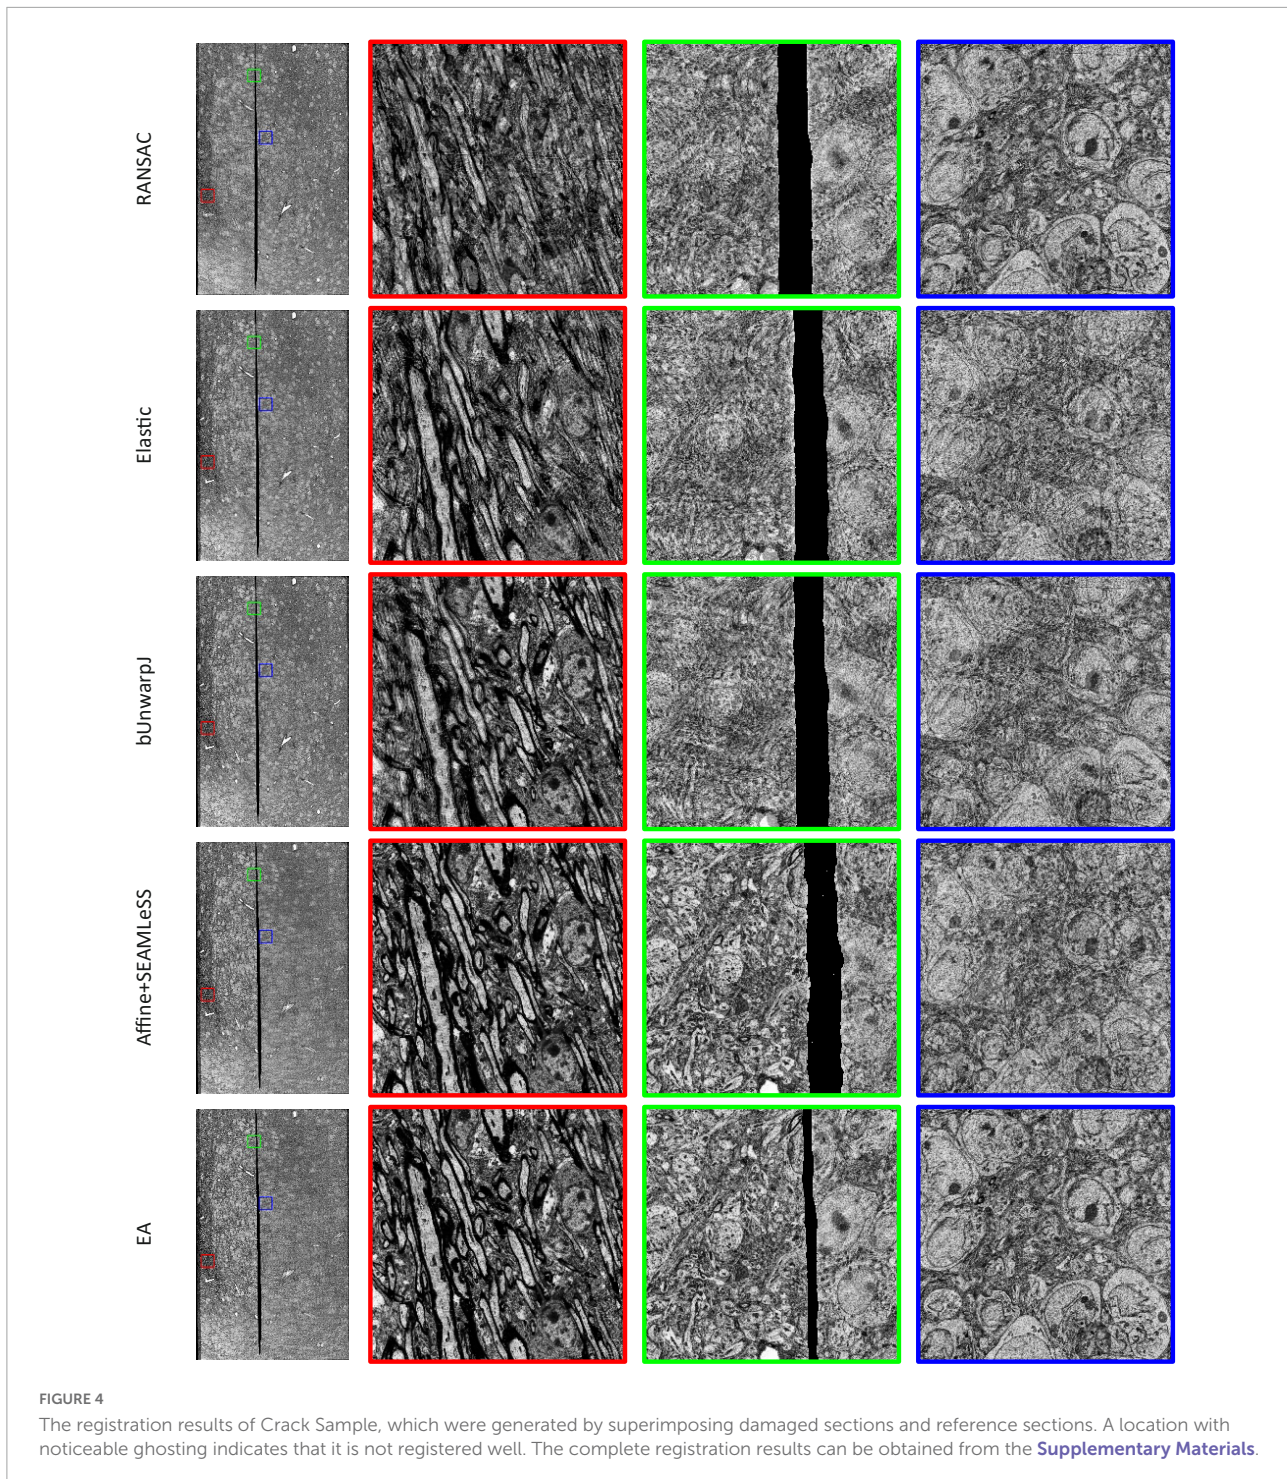 RANSAC
Elastic
bUnwarpJ
Affine+SEAMLeSS
EA
FIGURE 4
The registration results of Crack Sample, which were generated by superimposing damaged sections and reference sections. A location with
noticeable ghosting indicates that it is not registered well. The complete registration results can be obtained from the Supplementary Materials.